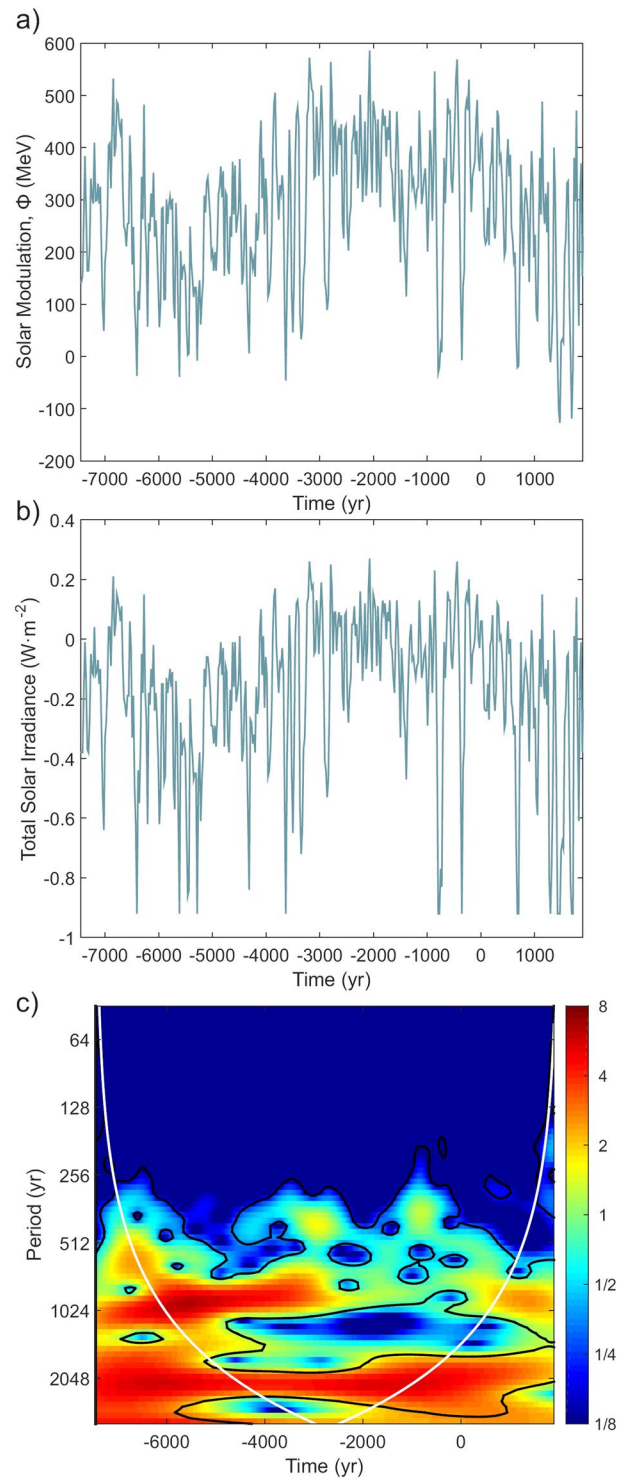 a)
600
500
400
300
200
100
0
-100
-200
Solar Modulation, Φ (MeV)
-7000 -6000 -5000 -4000 -3000 -2000 -1000 0 1000
Time (yr)
b)
0.4
0.2
0
-0.2
-0.4
-0.6
-0.8
-1
Total Solar Irradiance (W·m-2)
-7000 -6000 -5000 -4000 -3000 -2000 -1000 0 1000
Time (yr)
c)
64
128
256
512
1024
2048
Period (yr)
-6000 -4000 -2000 0
Time (yr)
8
4
2
1
1/2
1/4
1/8